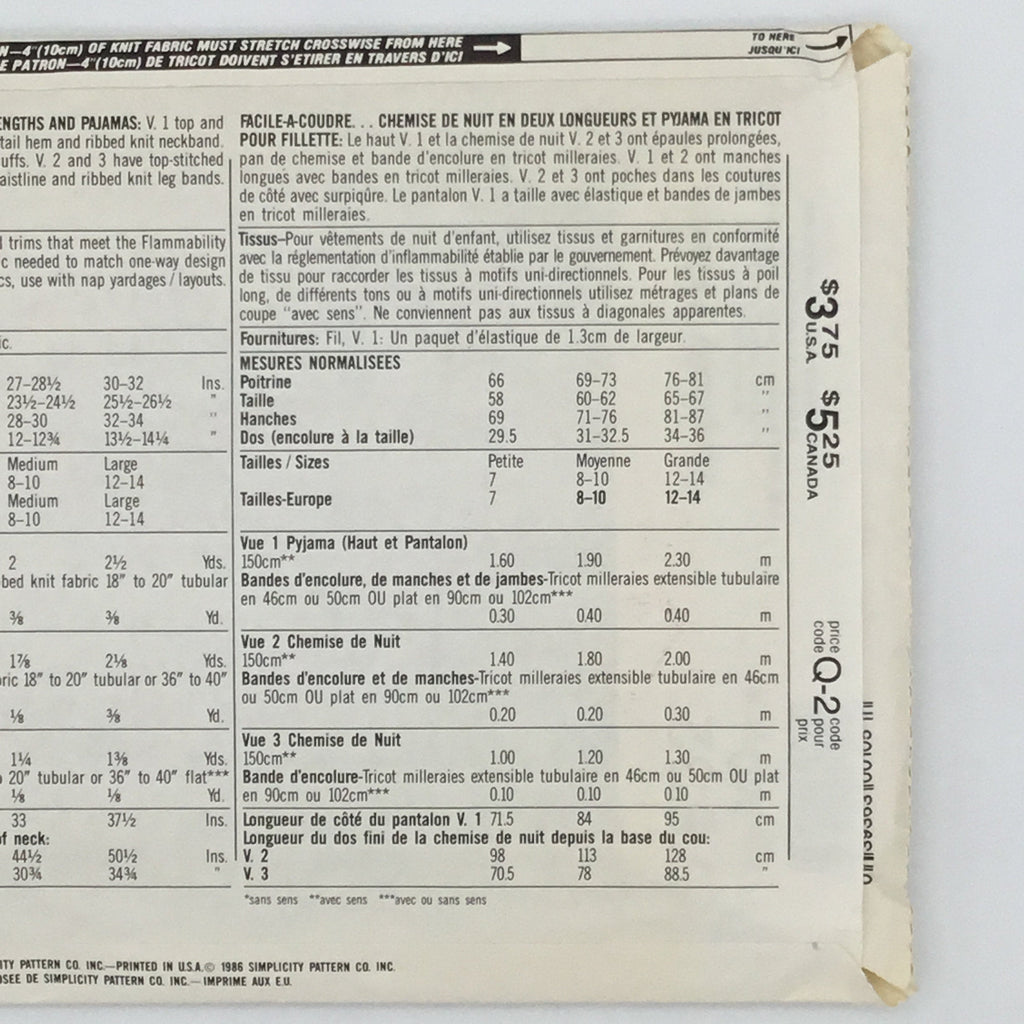 N—4"(10cm) OF KNIT FABRIC MUST STRETCH CROSSWISE FROM HERE
E PATRON—4"(10cm) DE TRICOT DOIVENT S'ETIRER EN TRAVERS D'ICI
TO HERE
JUSQU'ICI
ENGTHS AND PAJAMAS: V. 1 top and
tail hem and ribbed knit neckband.
uffs. V. 2 and 3 have top-stitched
aistline and ribbed knit leg bands.
d trims that meet the Flammability
c needed to match one-way design
cs, use with nap yardages / layouts.
ic.
27–28½ 30–32 Ins.
23½–24½ 25½–26½ "
28–30 32–34 "
12–12¾ 13½–14¼ "
Medium Large
8–10 12–14
Medium Large
8–10 12–14
2 2½ Yds.
bed knit fabric 18" to 20" tubular
⅜ ⅜ Yd.
1⅞ 2⅛ Yds.
ric 18" to 20" tubular or 36" to 40"
⅛ ⅜ Yd.
1¼ 1⅜ Yds.
20" tubular or 36" to 40" flat***
⅛ ⅛ Yd.
33 37½ Ins.
of neck:
44½ 50½ Ins.
30¾ 34¾ "
FACILE-A-COUDRE. . . CHEMISE DE NUIT EN DEUX LONGUEURS ET PYJAMA EN TRICOT
POUR FILLETTE: Le haut V. 1 et la chemise de nuit V. 2 et 3 ont épaules prolongées,
pan de chemise et bande d'encolure en tricot milleraies. V. 1 et 2 ont manches
longues avec bandes en tricot milleraies. V. 2 et 3 ont poches dans les coutures
de côté avec surpiqûre. Le pantalon V. 1 a taille avec élastique et bandes de jambes
en tricot milleraies.
Tissus–Pour vêtements de nuit d'enfant, utilisez tissus et garnitures en conformité
avec la réglementation d'inflammabilité établie par le gouvernement. Prévoyez davantage
de tissu pour raccorder les tissus à motifs uni-directionnels. Pour les tissus à poil
long, de différents tons ou à motifs uni-directionnels utilisez métrages et plans de
coupe "avec sens". Ne conviennent pas aux tissus à diagonales apparentes.
Fournitures: Fil, V. 1: Un paquet d'élastique de 1.3cm de largeur.
MESURES NORMALISEES
Poitrine 66 69–73 76–81 cm
Taille 58 60–62 65–67 "
Hanches 69 71–76 81–87 "
Dos (encolure à la taille) 29.5 31–32.5 34–36 "
Tailles / Sizes Petite Moyenne Grande
7 8–10 12–14
Tailles-Europe 7 8–10 12–14
Vue 1 Pyjama (Haut et Pantalon)
150cm** 1.60 1.90 2.30 m
Bandes d'encolure, de manches et de jambes-Tricot milleraies extensible tubulaire
en 46cm ou 50cm OU plat en 90cm ou 102cm***
0.30 0.40 0.40 m
Vue 2 Chemise de Nuit
150cm** 1.40 1.80 2.00 m
Bandes d'encolure et de manches-Tricot milleraies extensible tubulaire en 46cm
ou 50cm OU plat en 90cm ou 102cm***
0.20 0.20 0.30 m
Vue 3 Chemise de Nuit
150cm** 1.00 1.20 1.30 m
Bande d'encolure-Tricot milleraies extensible tubulaire en 46cm ou 50cm OU plat
en 90cm ou 102cm*** 0.10 0.10 0 10 m
Longueur de côté du pantalon V. 1 71.5 84 95 cm
Longueur du dos fini de la chemise de nuit depuis la base du cou:
V. 2 98 113 128 cm
V. 3 70.5 78 88.5 "
*sans sens **avec sens ***avec ou sans sens
$3.75 U.S.A. $5.25 CANADA
price code Q-2 code pour prix
ITY PATTERN CO. INC.—PRINTED IN U.S.A.© 1986 SIMPLICITY PATTERN CO. INC.
OSEE DE SIMPLICITY PATTERN CO. INC.—IMPRIME AUX E.U.